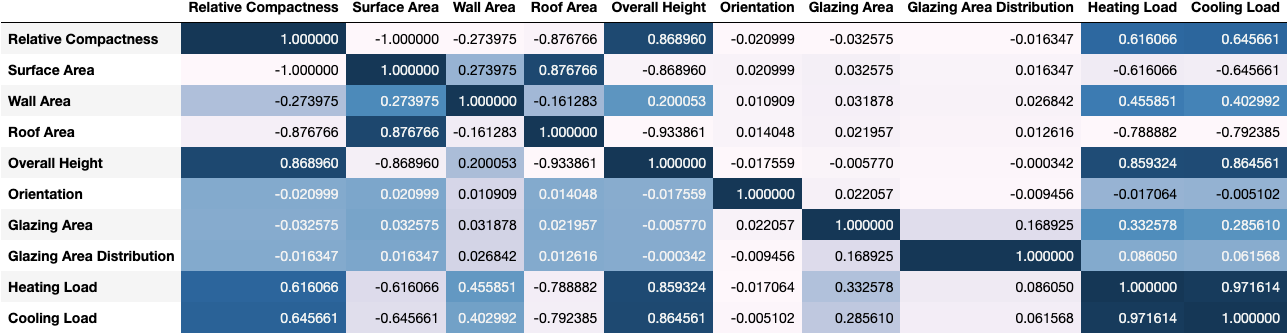 Relative Compactness Surface Area Wall Area Roof Area Overall Height Orientation Glazing Area Glazing Area Distribution Heating Load Cooling Load
Relative Compactness 1.000000 -1.000000 -0.273975 -0.876766 0.868960 -0.020999 -0.032575 -0.016347 0.616066 0.645661
Surface Area -1.000000 1.000000 0.273975 0.876766 -0.868960 0.020999 0.032575 0.016347 -0.616066 -0.645661
Wall Area -0.273975 0.273975 1.000000 -0.161283 0.200053 0.010909 0.031878 0.026842 0.455851 0.402992
Roof Area -0.876766 0.876766 -0.161283 1.000000 -0.933861 0.014048 0.021957 0.012616 -0.788882 -0.792385
Overall Height 0.868960 -0.868960 0.200053 -0.933861 1.000000 -0.017559 -0.005770 -0.000342 0.859324 0.864561
Orientation -0.020999 0.020999 0.010909 0.014048 -0.017559 1.000000 0.022057 -0.009456 -0.017064 -0.005102
Glazing Area -0.032575 0.032575 0.031878 0.021957 -0.005770 0.022057 1.000000 0.168925 0.332578 0.285610
Glazing Area Distribution -0.016347 0.016347 0.026842 0.012616 -0.000342 -0.009456 0.168925 1.000000 0.086050 0.061568
Heating Load 0.616066 -0.616066 0.455851 -0.788882 0.859324 -0.017064 0.332578 0.086050 1.000000 0.971614
Cooling Load 0.645661 -0.645661 0.402992 -0.792385 0.864561 -0.005102 0.285610 0.061568 0.971614 1.000000